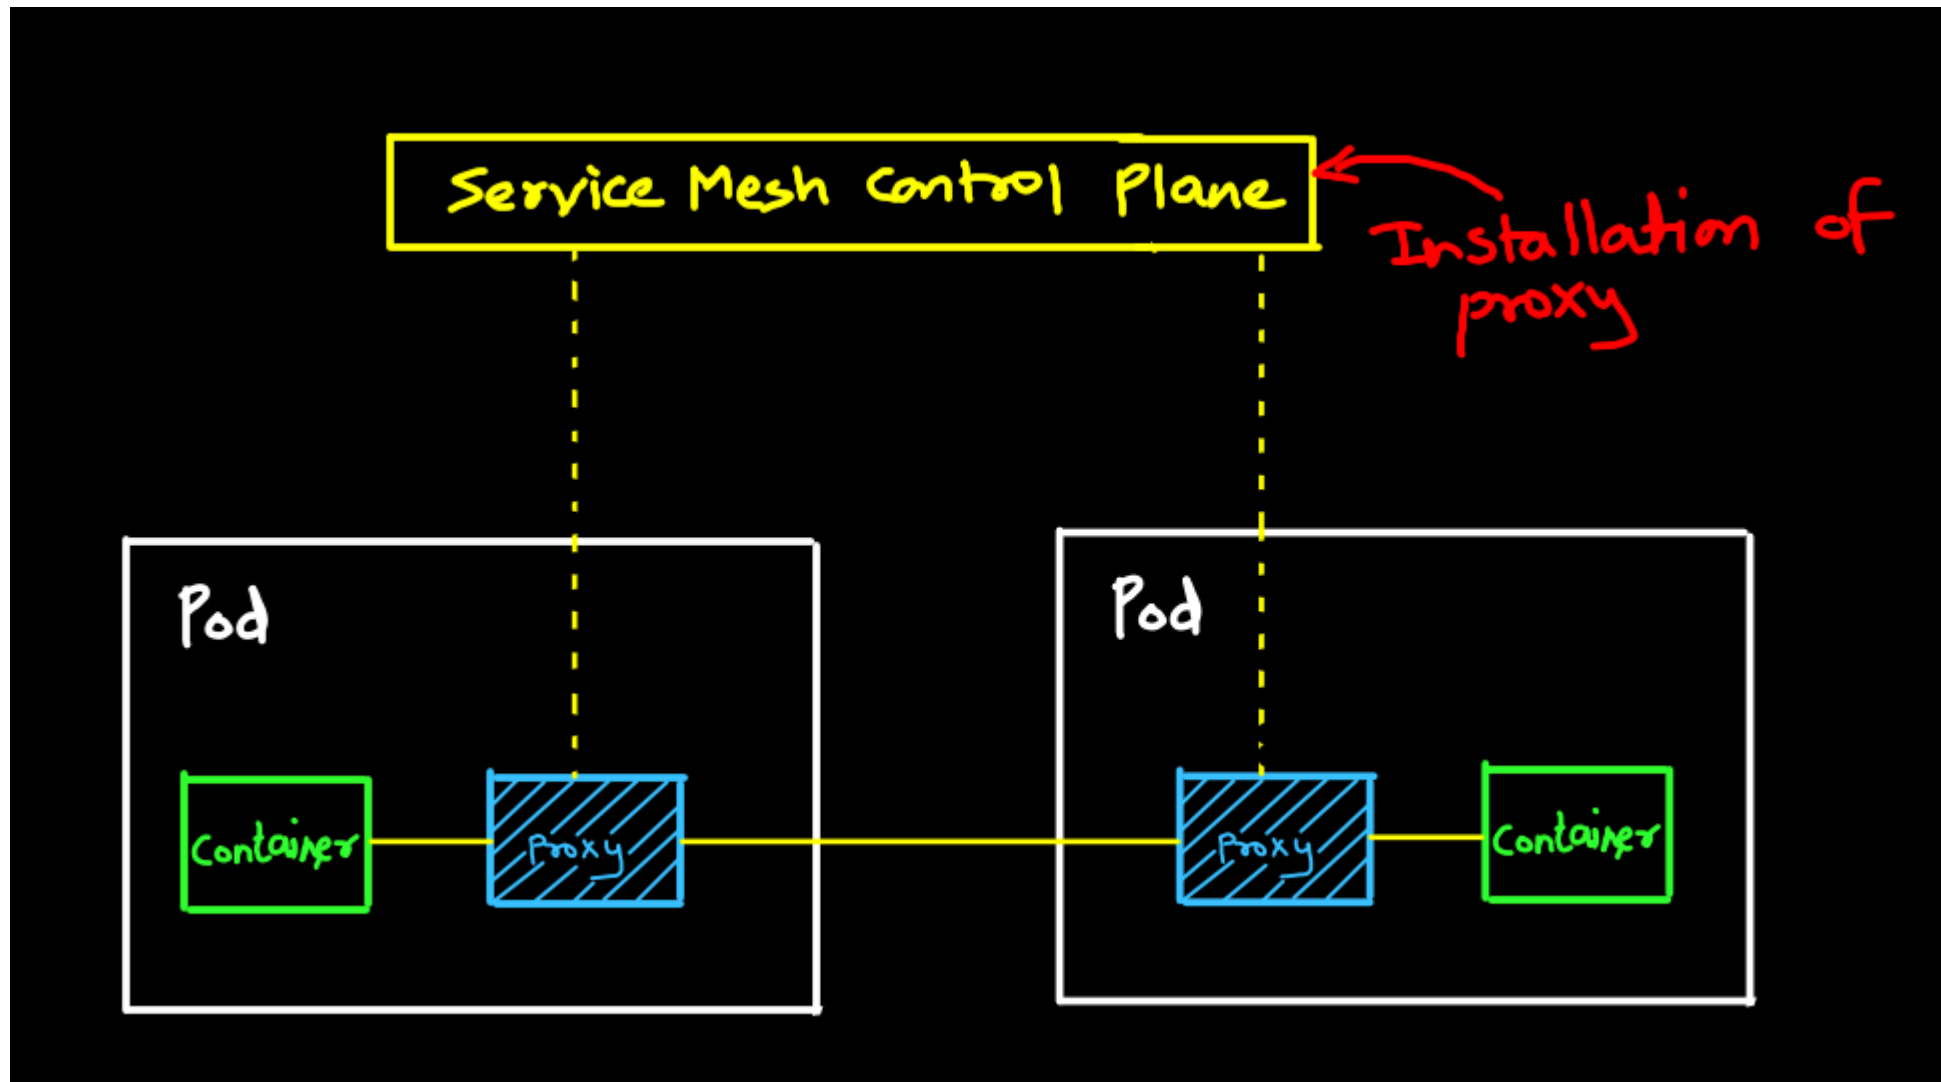 Service Mesh Control Plane
Installation of
proxy
Pod
Pod
Container
Proxy
Proxy
Container